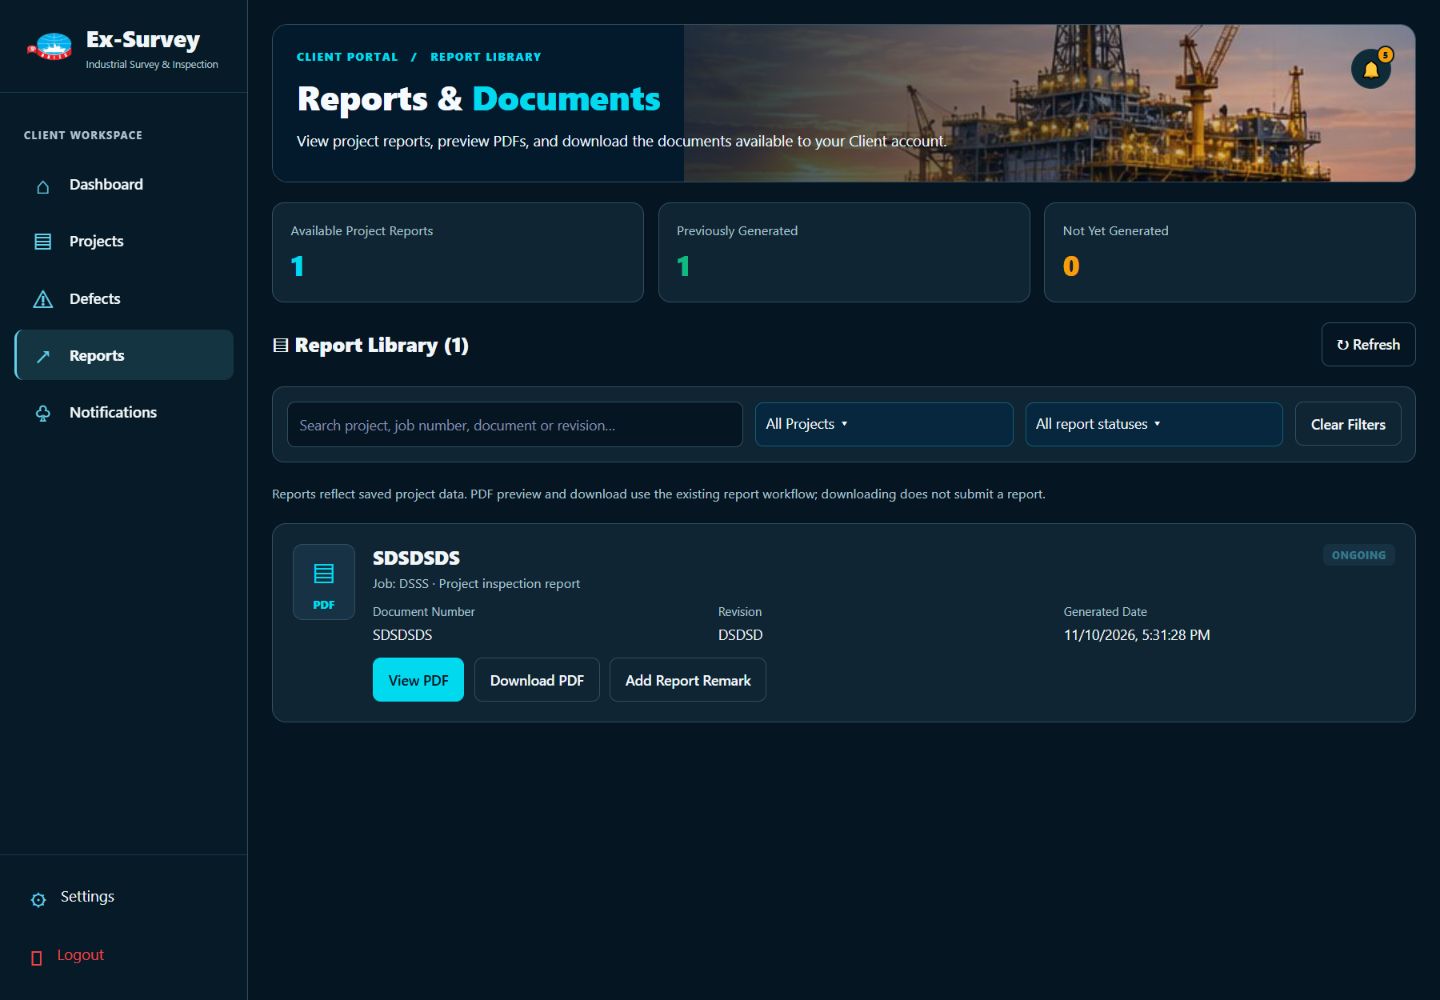 Ex-Survey
Industrial Survey & Inspection
CLIENT WORKSPACE
Dashboard
Projects
Defects
Reports
Notifications
Settings
Logout
CLIENT PORTAL / REPORT LIBRARY
Reports & Documents
View project reports, preview PDFs, and download the documents available to your Client account.
5
Available Project Reports
1
Previously Generated
1
Not Yet Generated
0
Report Library (1)
↻ Refresh
Search project, job number, document or revision...
All Projects
All report statuses
Clear Filters
Reports reflect saved project data. PDF preview and download use the existing report workflow; downloading does not submit a report.
PDF
SDSDSDS
ONGOING
Job: DSSS · Project inspection report
Document Number
SDSDSDS
Revision
DSDSD
Generated Date
11/10/2026, 5:31:28 PM
View PDF
Download PDF
Add Report Remark